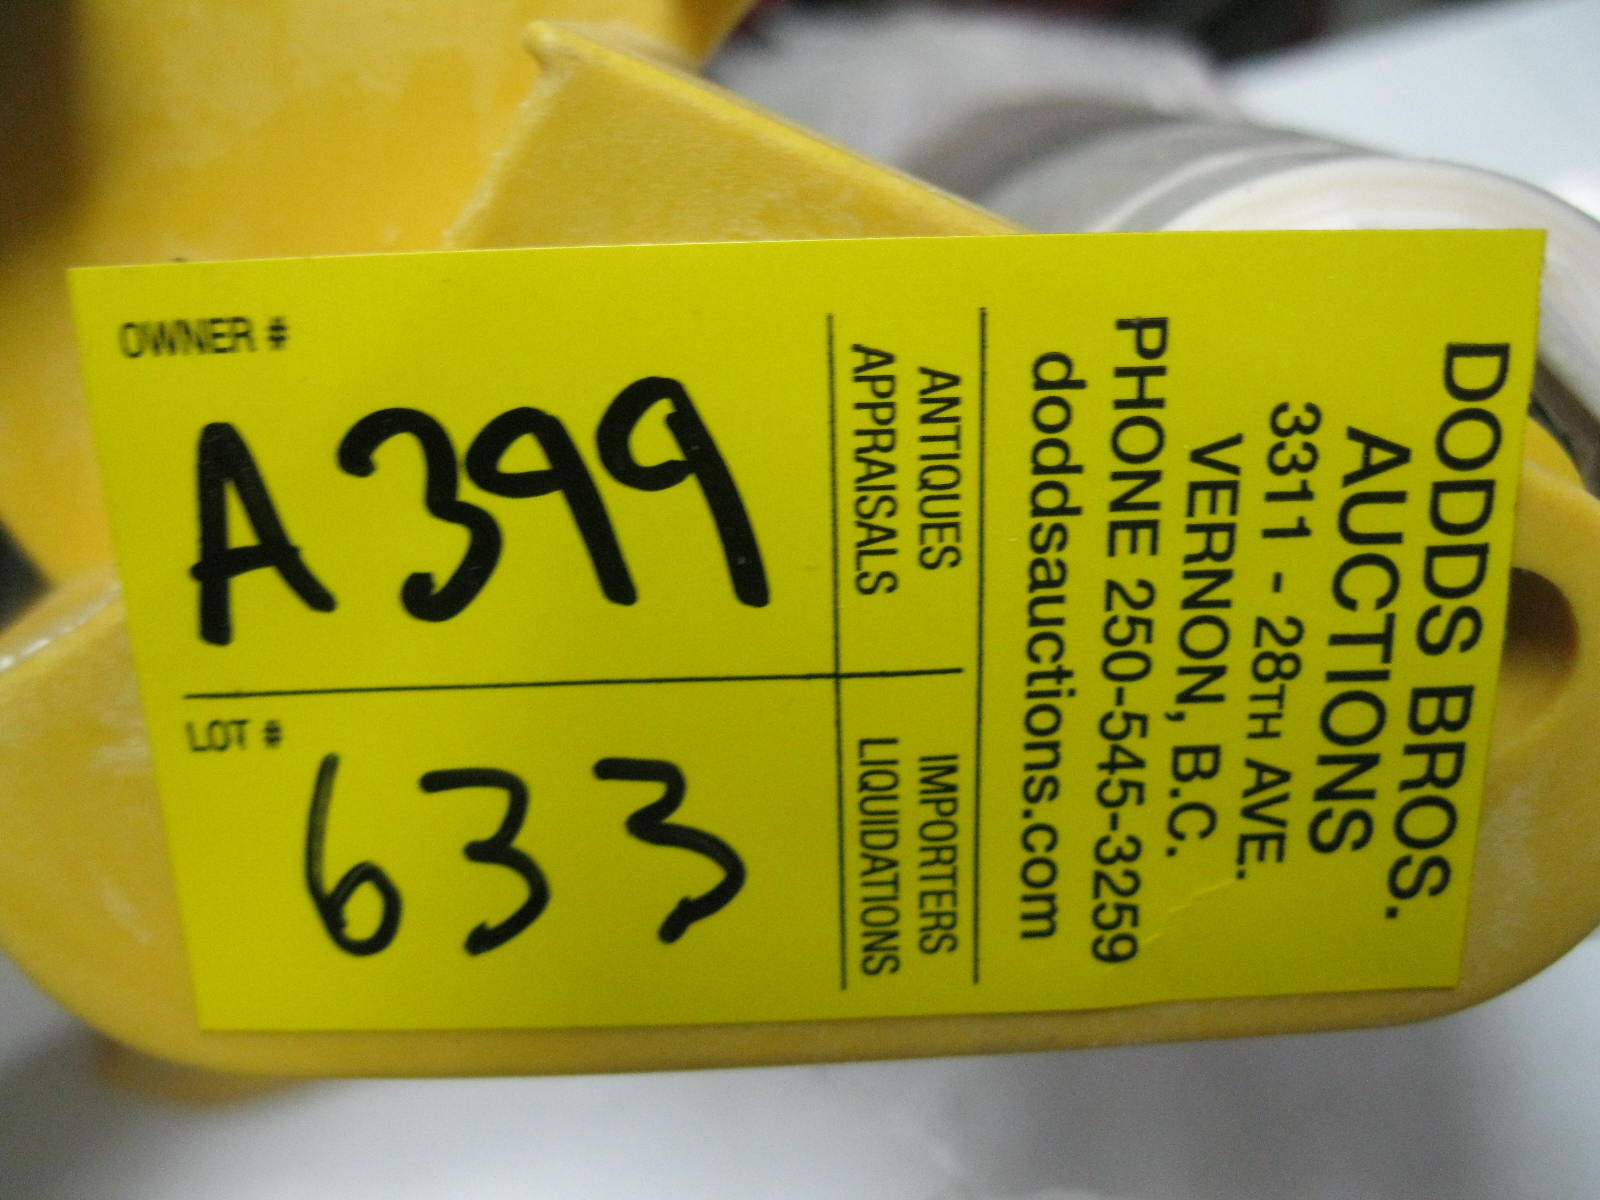 DODDS BROS.
AUCTIONS
3311 - 28TH AVE.
VERNON, B.C.
PHONE 250-545-3259
doddsauctions.com
ANTIQUES IMPORTERS
APPRAISALS LIQUIDATIONS
OWNER #
A399
LOT #
633